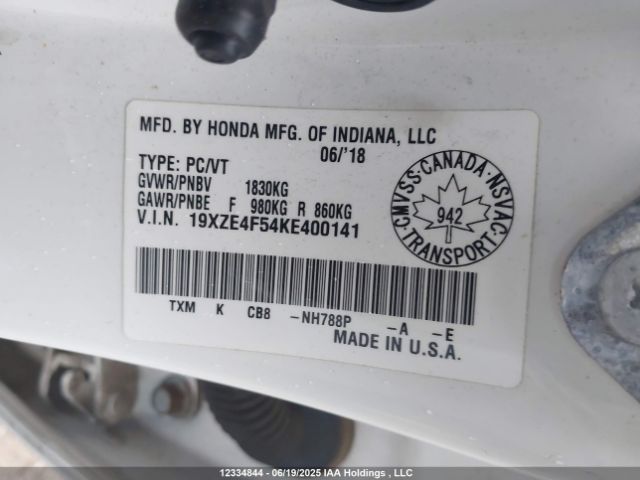 MFD. BY HONDA MFG. OF INDIANA, LLC
06/'18
TYPE: PC/VT
GVWR/PNBV 1830KG
GAWR/PNBE F 980KG R 860KG
V.I.N. 19XZE4F54KE400141
CMVSS·CANADA·NSVAC
942
TRANSPORT
TXM K CB8 -NH788P -A -E
MADE IN U.S.A.
12334844 - 06/19/2025 IAA Holdings , LLC